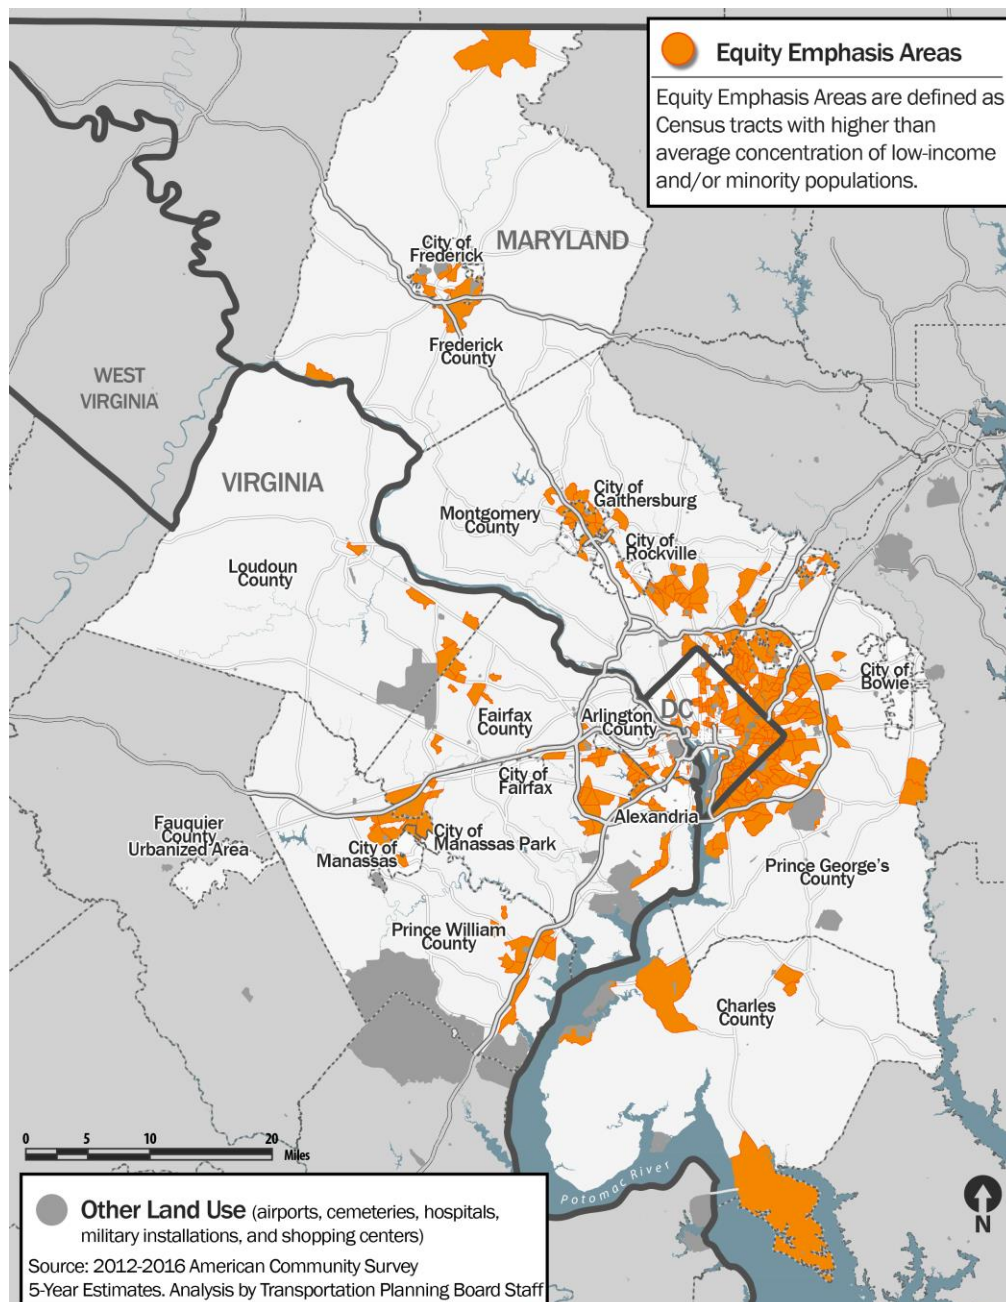 Equity Emphasis Areas
Equity Emphasis Areas are defined as
Census tracts with higher than
average concentration of low-income
and/or minority populations.
City of
Frederick
MARYLAND
Frederick
County
WEST
VIRGINIA
VIRGINIA
City of
Gaithersburg
Montgomery
County
City of
Rockville
Loudoun
County
City of
Bowie
DC
Arlington
County
Fairfax
County
City of
Fairfax
Alexandria
Fauquier
County
Urbanized Area
City of
Manassas Park
City of
Manassas
Prince George's
County
Prince William
County
Charles
County
0 5 10 20
Miles
Potomac River
N
Other Land Use (airports, cemeteries, hospitals,
military installations, and shopping centers)
Source: 2012-2016 American Community Survey
5-Year Estimates. Analysis by Transportation Planning Board Staff